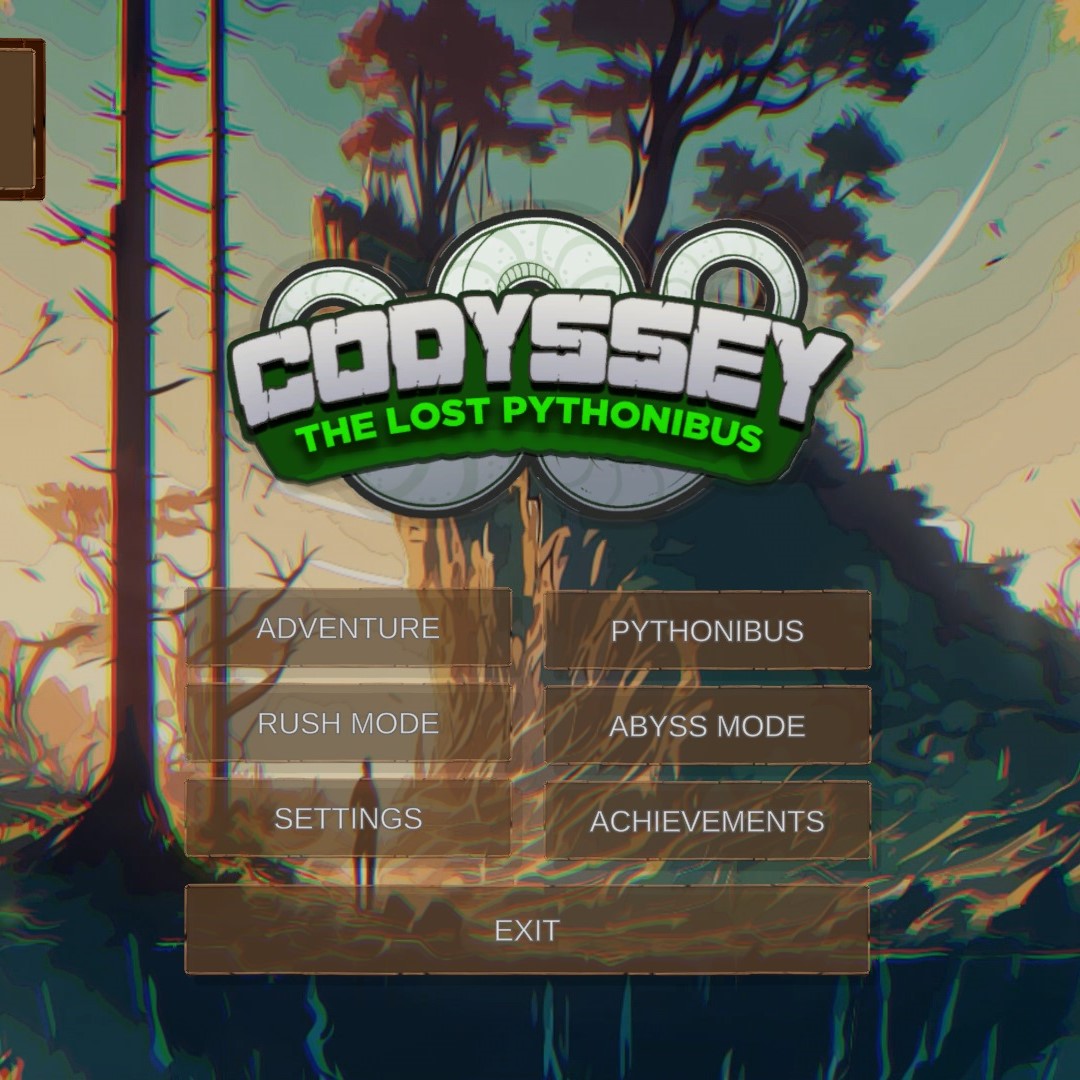 CODYSSEY
THE LOST PYTHONIBUS
ADVENTURE
PYTHONIBUS
RUSH MODE
ABYSS MODE
SETTINGS
ACHIEVEMENTS
EXIT